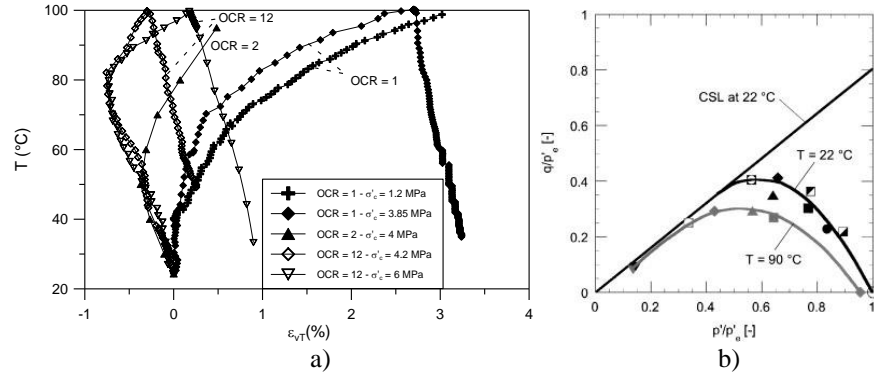 a)
T (°C)
100
80
60
40
20
-1
0
1
2
3
4
εvT(%)
OCR = 12
OCR = 2
OCR = 1
OCR = 1 - σ'c = 1.2 MPa
OCR = 1 - σ'c = 3.85 MPa
OCR = 2 - σ'c = 4 MPa
OCR = 12 - σ'c = 4.2 MPa
OCR = 12 - σ'c = 6 MPa
a)
b)
q/p'e [-]
1
0.8
0.6
0.4
0.2
0
0
0.2
0.4
0.6
0.8
1
p'/p'e [-]
CSL at 22 °C
T = 22 °C
T = 90 °C
b)